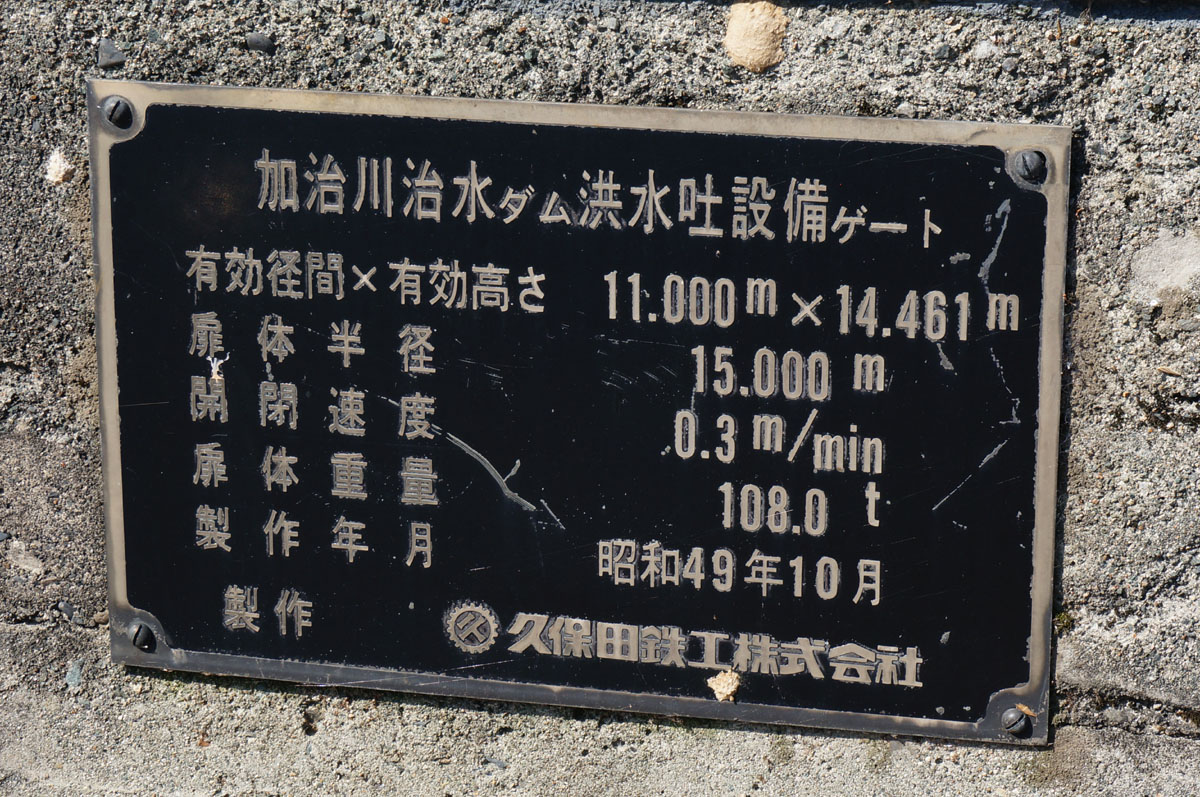 加治川治水ダム洪水吐設備ゲート
有効径間×有効高さ 11.000m×14.461m
扉体半径 15.000m
開閉速度 0.3m/min
扉体重量 108.0t
製作年月 昭和49年10月
製作 久保田鉄工株式会社